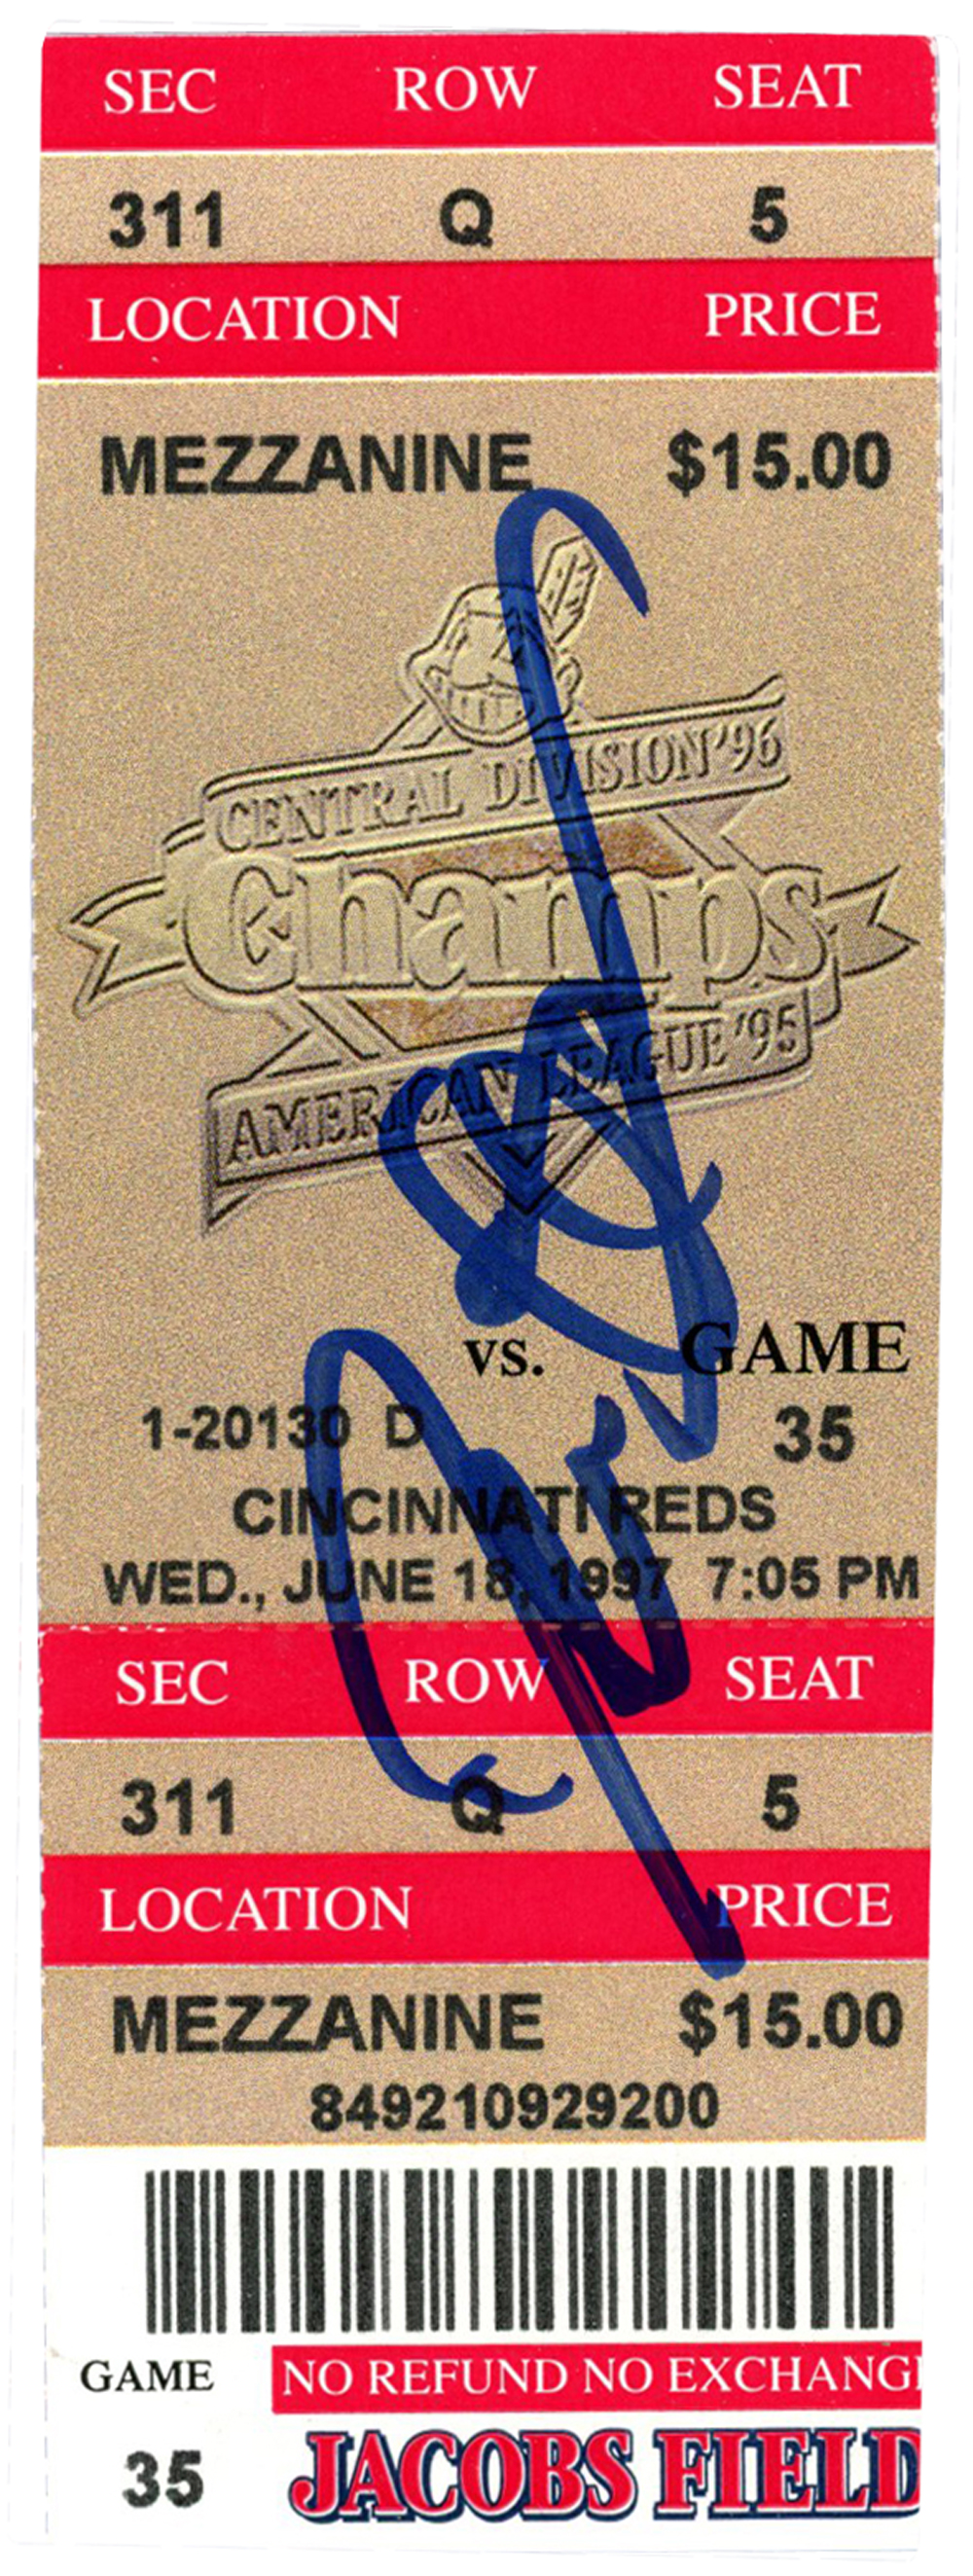 SEC ROW SEAT
311 Q 5
LOCATION PRICE
MEZZANINE $15.00
CENTRAL DIVISION '96
Champs
AMERICAN LEAGUE '95
VS. GAME
1-20130 D 35
CINCINNATI REDS
WED., JUNE 18, 1997 7:05 PM
SEC ROW SEAT
311 Q 5
LOCATION PRICE
MEZZANINE $15.00
849210929200
GAME NO REFUND NO EXCHANG
35 JACOBS FIELD